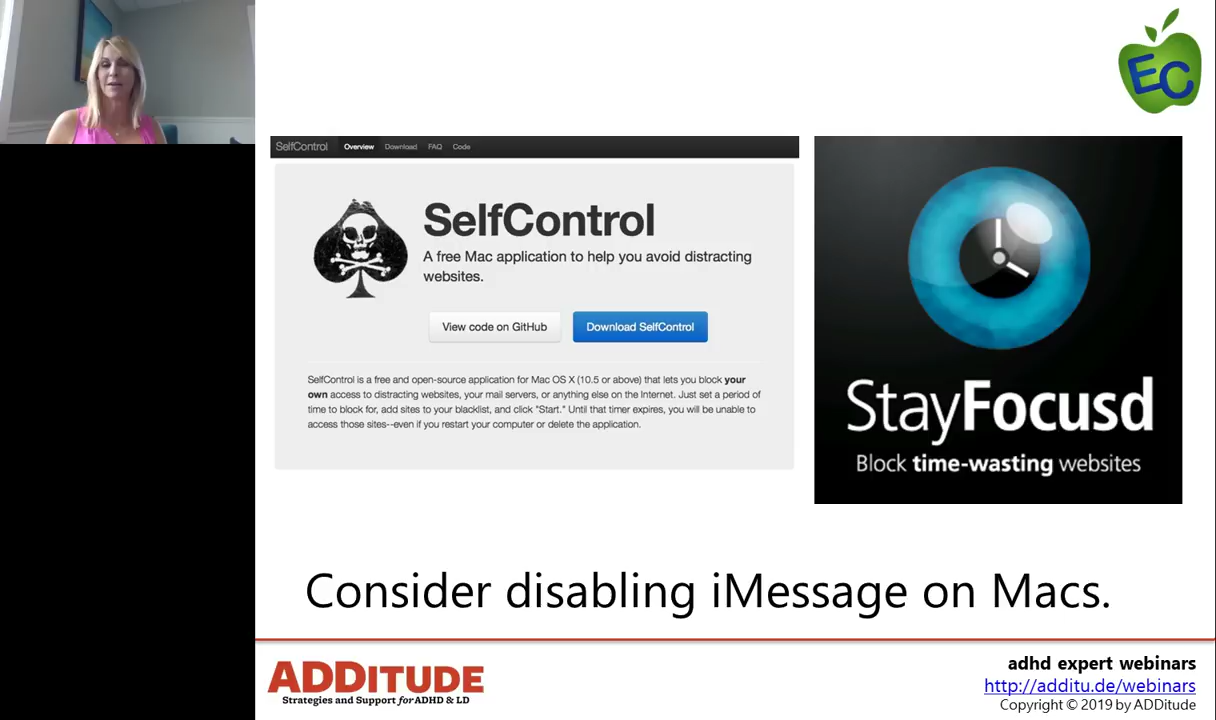 EC
SelfControl Overview Download FAQ Code
SelfControl
A free Mac application to help you avoid distracting
websites.
View code on GitHub Download SelfControl
SelfControl is a free and open-source application for Mac OS X (10.5 or above) that lets you block your
own access to distracting websites, your mail servers, or anything else on the Internet. Just set a period of
time to block for, add sites to your blacklist, and click "Start." Until that timer expires, you will be unable to
access those sites--even if you restart your computer or delete the application.
StayFocusd
Block time-wasting websites
Consider disabling iMessage on Macs.
ADDITUDE
Strategies and Support for ADHD & LD
adhd expert webinars
http://additu.de/webinars
Copyright © 2019 by ADDitude